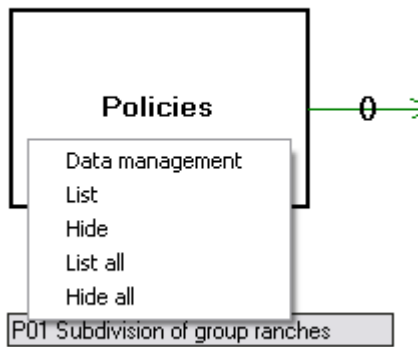 Policies
0
Data management
List
Hide
List all
Hide all
P01 Subdivision of group ranches